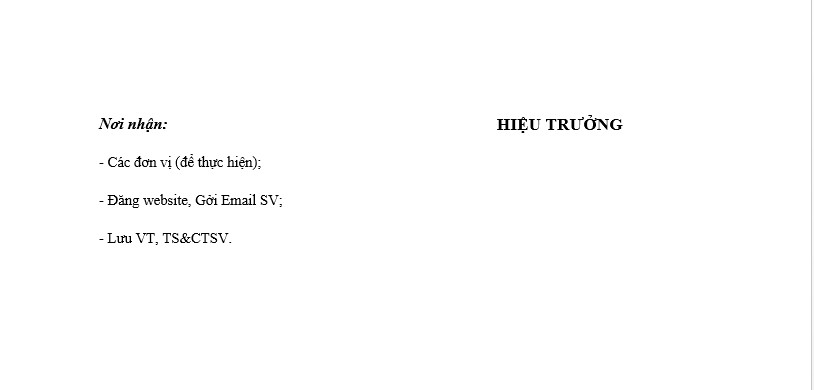 Nơi nhận:
HIỆU TRƯỞNG
- Các đơn vị (để thực hiện);
- Đăng website, Gởi Email SV;
- Lưu VT, TS&CTSV.